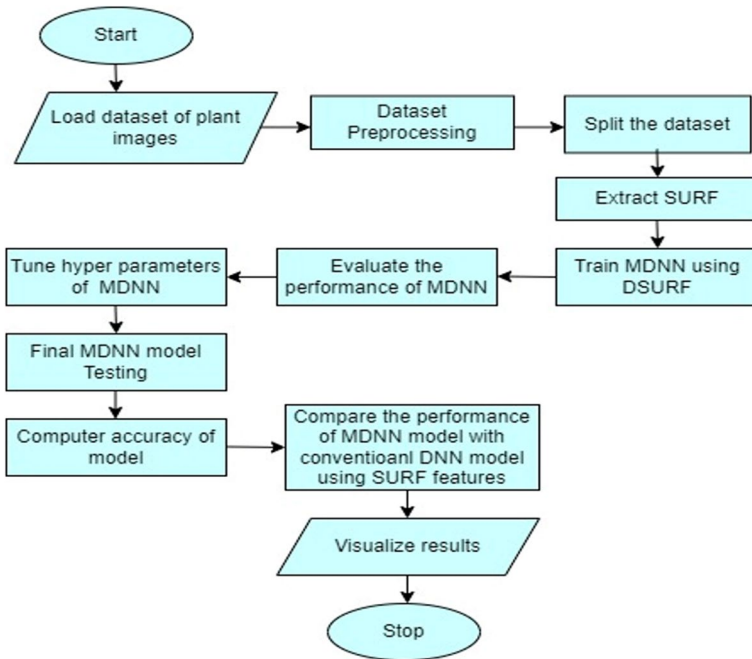 Start
Load dataset of plant
images
Dataset
Preprocessing
Split the dataset
Extract SURF
Train MDNN using
DSURF
Evaluate the
performance of MDNN
Tune hyper parameters
of MDNN
Final MDNN model
Testing
Computer accuracy of
model
Compare the performance
of MDNN model with
conventioanl DNN model
using SURF features
Visualize results
Stop